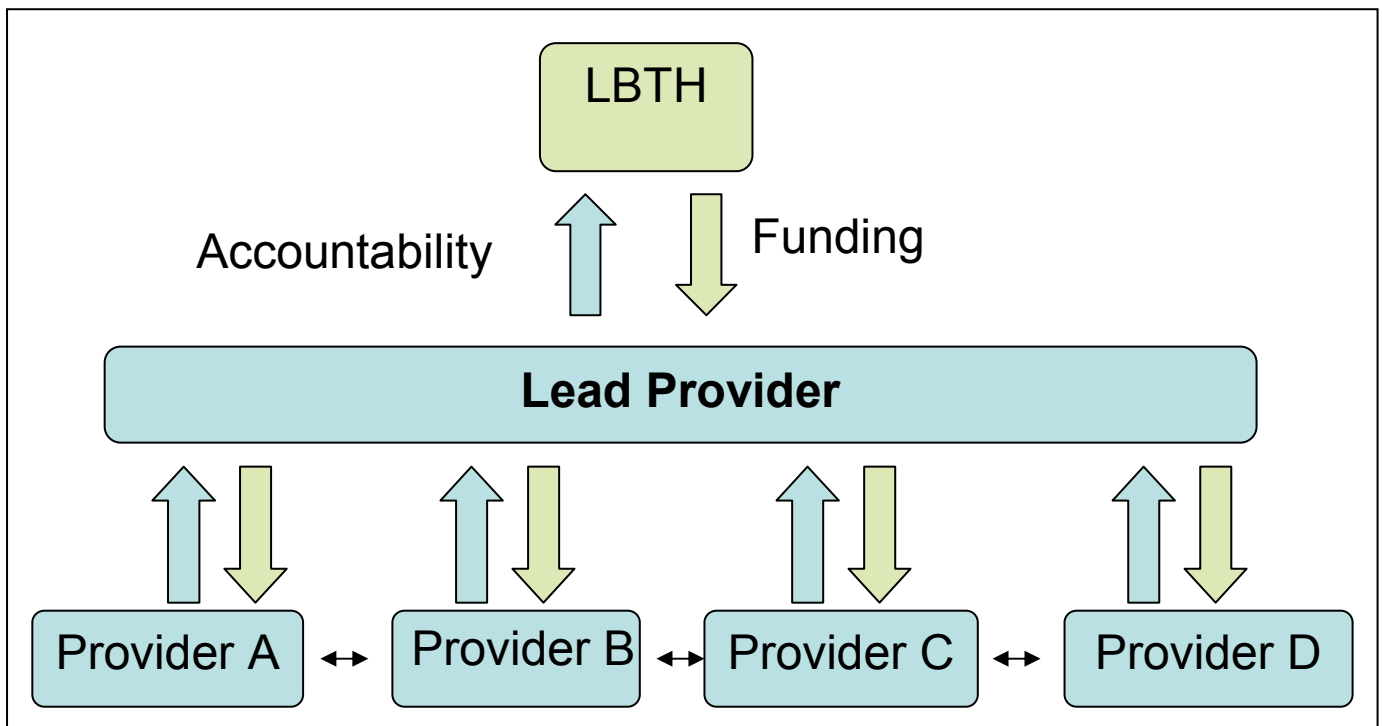 LBTH
Accountability
Funding
Lead Provider
Provider A
Provider B
Provider C
Provider D